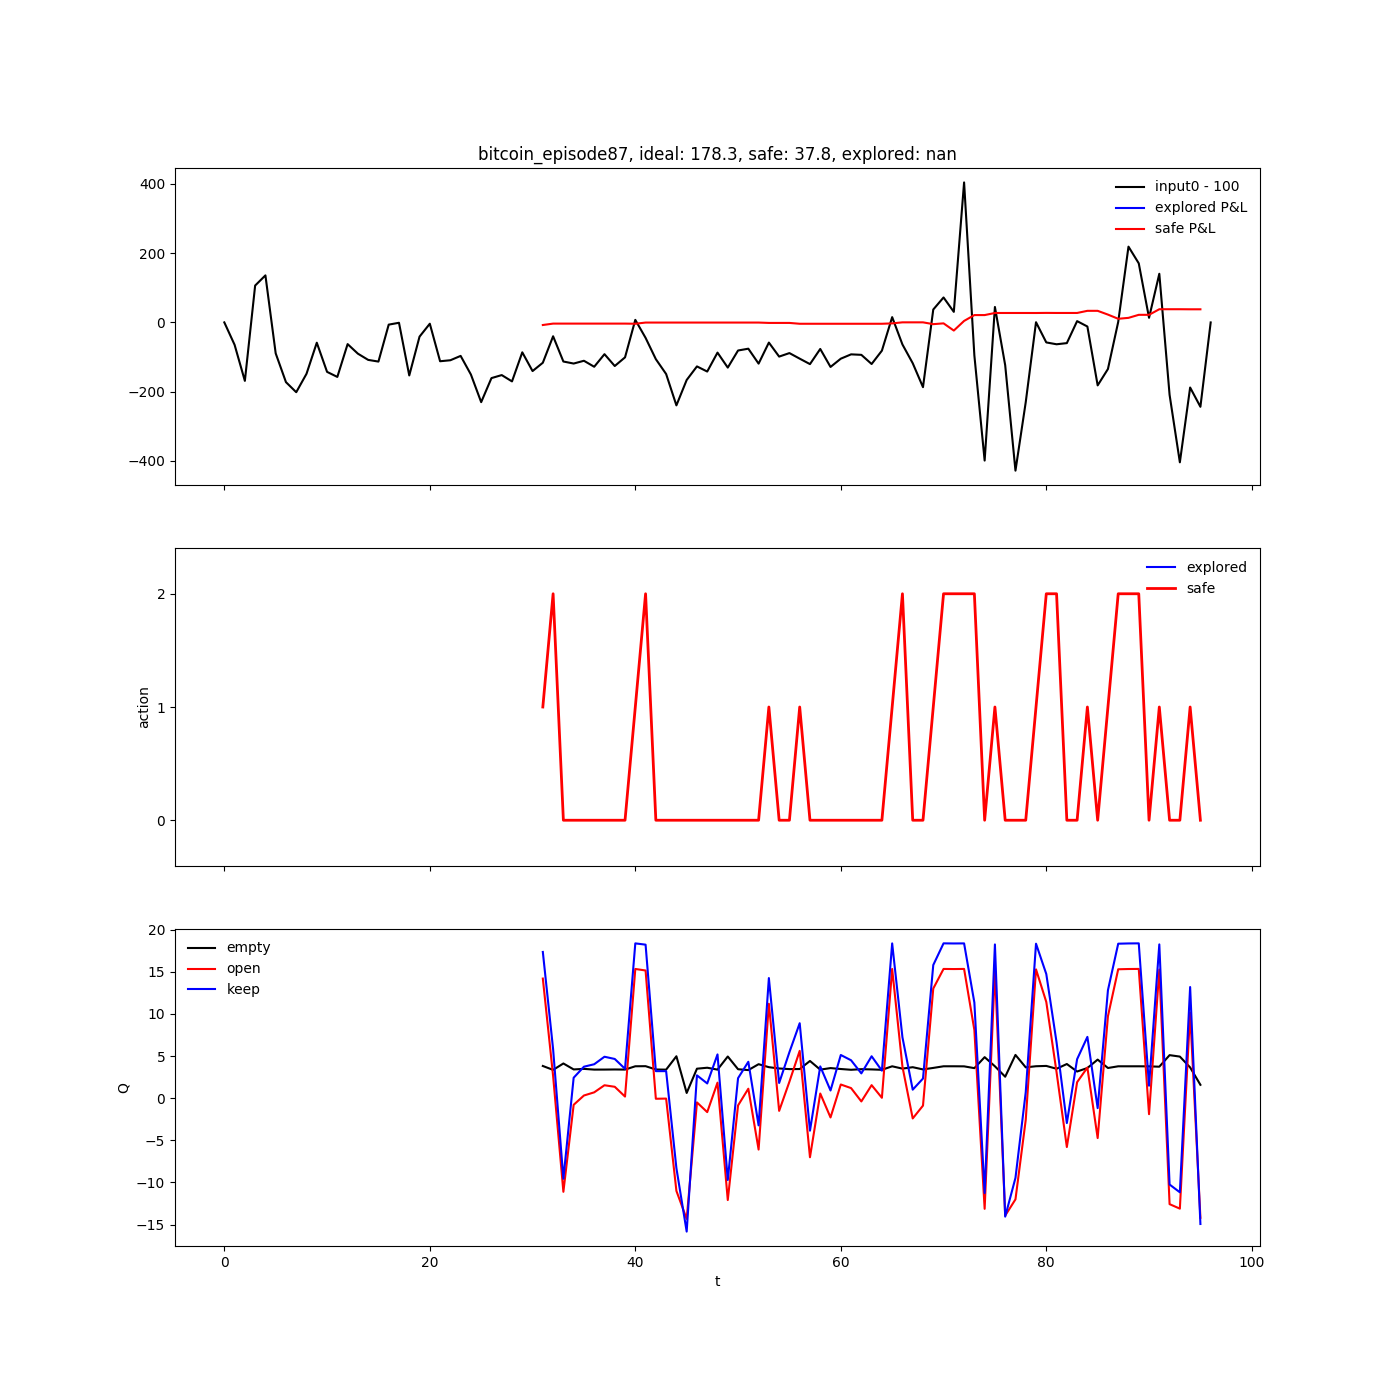 bitcoin_episode87, ideal: 178.3, safe: 37.8, explored: nan
400
200
0
−200
−400
input0 - 100
explored P&L
safe P&L
2
1
0
action
explored
safe
20
15
10
5
0
−5
−10
−15
Q
empty
open
keep
0
20
40
60
80
100
t